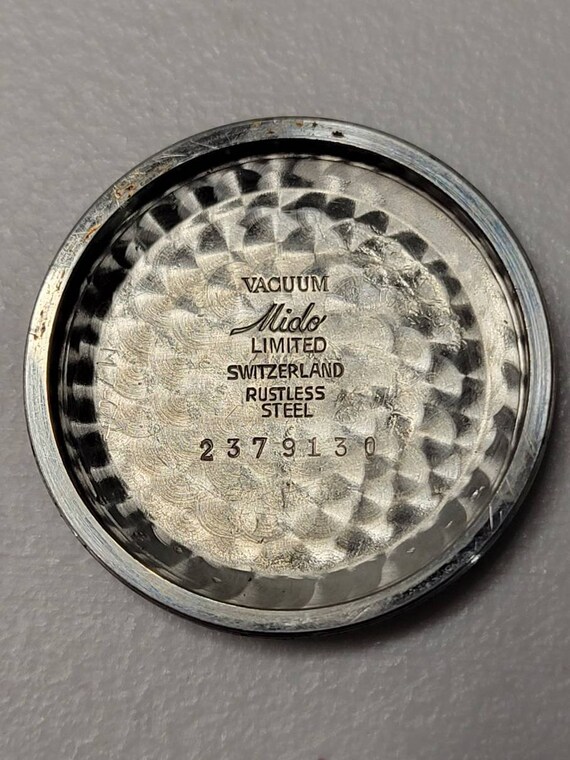 VACUUM
Mido
LIMITED
SWITZERLAND
RUSTLESS
STEEL
2379130